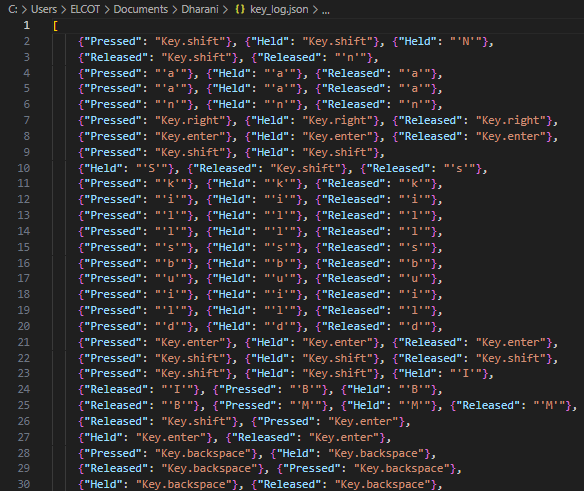 C: > Users > ELCOT > Documents > Dharani > {} key_log.json > ...
1 [
2 {"Pressed": "Key.shift"}, {"Held": "Key.shift"}, {"Held": "'N'"},
3 {"Released": "Key.shift"}, {"Released": "'n'"},
4 {"Pressed": "'a'"}, {"Held": "'a'"}, {"Released": "'a'"},
5 {"Pressed": "'a'"}, {"Held": "'a'"}, {"Released": "'a'"},
6 {"Pressed": "'n'"}, {"Held": "'n'"}, {"Released": "'n'"},
7 {"Pressed": "Key.right"}, {"Held": "Key.right"}, {"Released": "Key.right"},
8 {"Pressed": "Key.enter"}, {"Held": "Key.enter"}, {"Released": "Key.enter"},
9 {"Pressed": "Key.shift"}, {"Held": "Key.shift"},
10 {"Held": "'S'"}, {"Released": "Key.shift"}, {"Released": "'s'"},
11 {"Pressed": "'k'"}, {"Held": "'k'"}, {"Released": "'k'"},
12 {"Pressed": "'i'"}, {"Held": "'i'"}, {"Released": "'i'"},
13 {"Pressed": "'l'"}, {"Held": "'l'"}, {"Released": "'l'"},
14 {"Pressed": "'l'"}, {"Held": "'l'"}, {"Released": "'l'"},
15 {"Pressed": "'s'"}, {"Held": "'s'"}, {"Released": "'s'"},
16 {"Pressed": "'b'"}, {"Held": "'b'"}, {"Released": "'b'"},
17 {"Pressed": "'u'"}, {"Held": "'u'"}, {"Released": "'u'"},
18 {"Pressed": "'i'"}, {"Held": "'i'"}, {"Released": "'i'"},
19 {"Pressed": "'l'"}, {"Held": "'l'"}, {"Released": "'l'"},
20 {"Pressed": "'d'"}, {"Held": "'d'"}, {"Released": "'d'"},
21 {"Pressed": "Key.enter"}, {"Held": "Key.enter"}, {"Released": "Key.enter"},
22 {"Pressed": "Key.shift"}, {"Held": "Key.shift"}, {"Released": "Key.shift"},
23 {"Pressed": "Key.shift"}, {"Held": "Key.shift"}, {"Held": "'I'"},
24 {"Released": "'I'"}, {"Pressed": "'B'"}, {"Held": "'B'"},
25 {"Released": "'B'"}, {"Pressed": "'M'"}, {"Held": "'M'"}, {"Released": "'M'"},
26 {"Released": "Key.shift"}, {"Pressed": "Key.enter"},
27 {"Held": "Key.enter"}, {"Released": "Key.enter"},
28 {"Pressed": "Key.backspace"}, {"Held": "Key.backspace"},
29 {"Released": "Key.backspace"}, {"Pressed": "Key.backspace"},
30 {"Held": "Key.backspace"}, {"Released": "Key.backspace"},